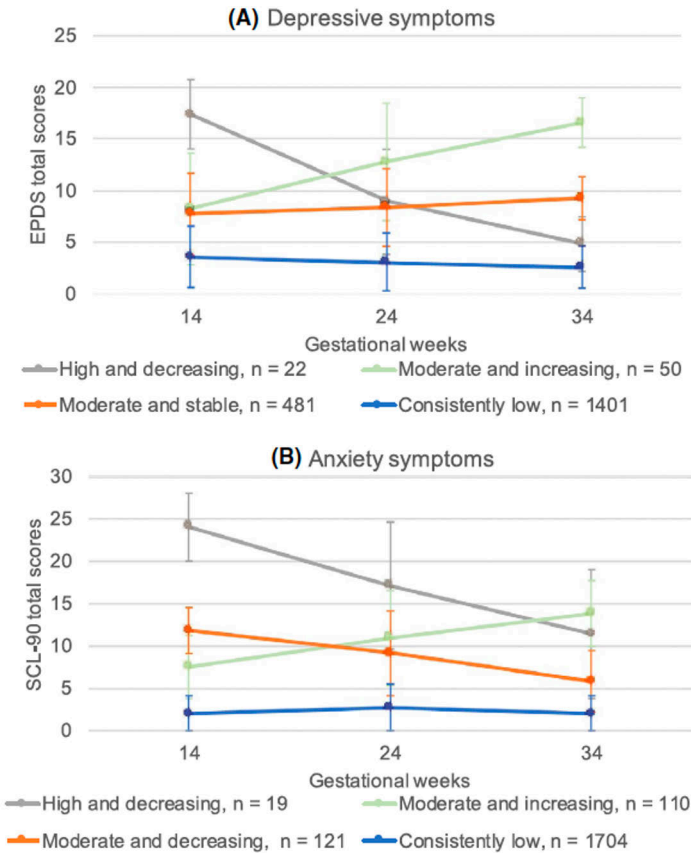 (A) Depressive symptoms
25
20
15
10
5
0
EPDS total scores
14 24 34
Gestational weeks
High and decreasing, n = 22 Moderate and increasing, n = 50
Moderate and stable, n = 481 Consistently low, n = 1401
(B) Anxiety symptoms
30
25
20
15
10
5
0
SCL-90 total scores
14 24 34
Gestational weeks
High and decreasing, n = 19 Moderate and increasing, n = 110
Moderate and decreasing, n = 121 Consistently low, n = 1704